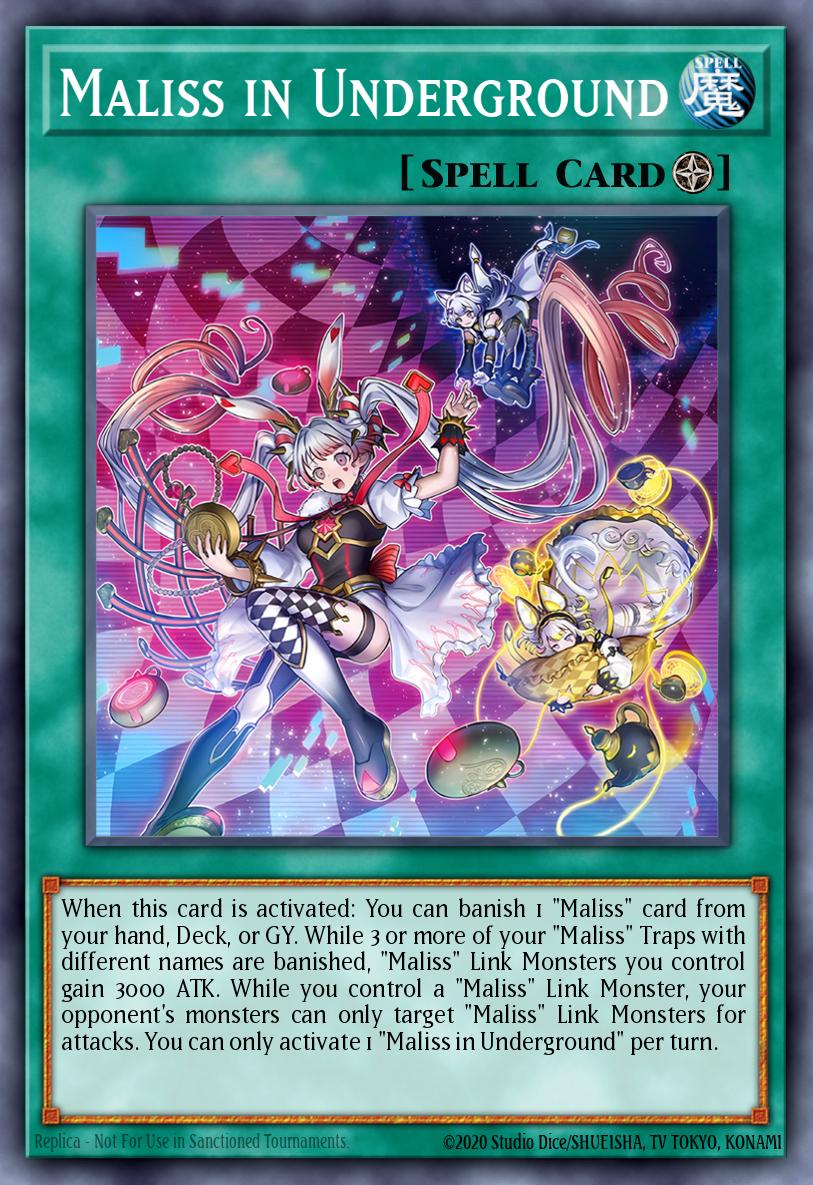 MALISS IN UNDERGROUND
SPELL
魔
[SPELL CARD]
When this card is activated: You can banish 1 "Maliss" card from
your hand, Deck, or GY. While 3 or more of your "Maliss" Traps with
different names are banished, "Maliss" Link Monsters you control
gain 3000 ATK. While you control a "Maliss" Link Monster, your
opponent's monsters can only target "Maliss" Link Monsters for
attacks. You can only activate 1 "Maliss in Underground" per turn.
Replica - Not For Use in Sanctioned Tournaments.
©2020 Studio Dice/SHUEISHA, TV TOKYO, KONAMI